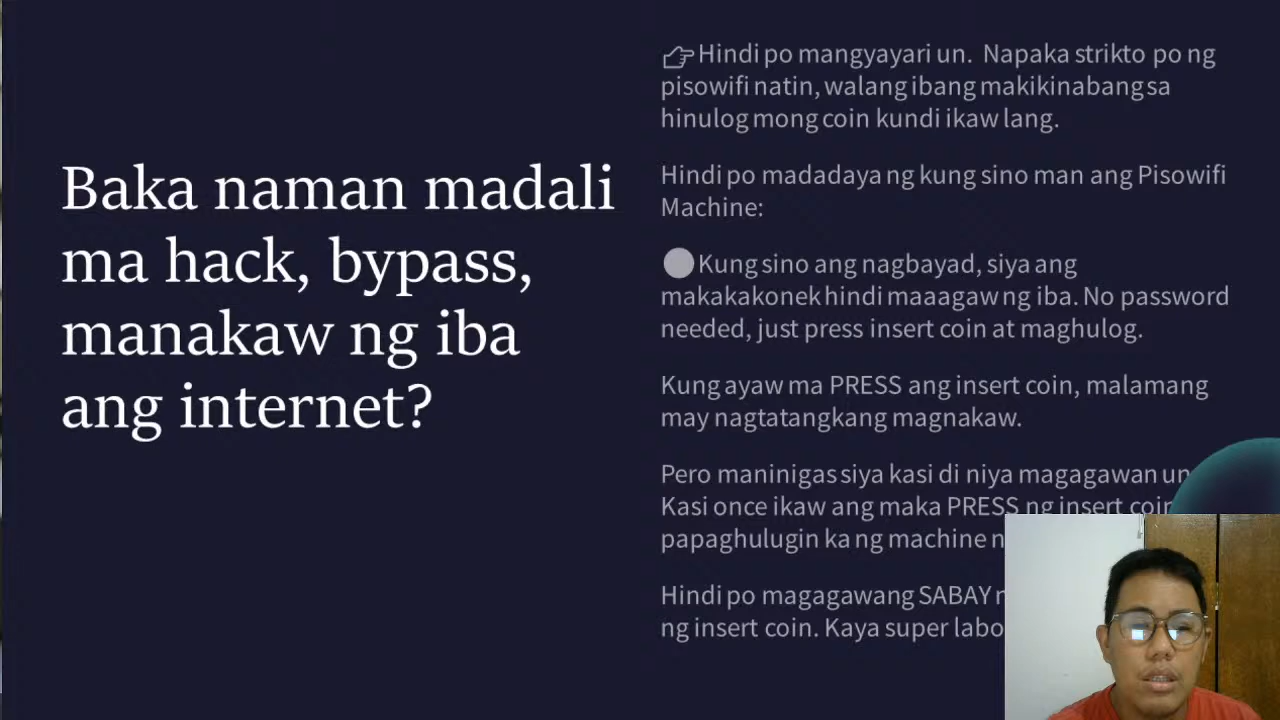 Baka naman madali
ma hack, bypass,
manakaw ng iba
ang internet?
👉Hindi po mangyayari un. Napaka strikto po ng
pisowifi natin, walang ibang makikinabang sa
hinulog mong coin kundi ikaw lang.
Hindi po madadaya ng kung sino man ang Pisowifi
Machine:
⚪Kung sino ang nagbayad, siya ang
makakakonek hindi maaagaw ng iba. No password
needed, just press insert coin at maghulog.
Kung ayaw ma PRESS ang insert coin, malamang
may nagtatangkang magnakaw.
Pero maninigas siya kasi di niya magagawan un
Kasi once ikaw ang maka PRESS ng insert coin
papaghulugin ka ng machine
Hindi po magagawang SABAY
ng insert coin. Kaya super